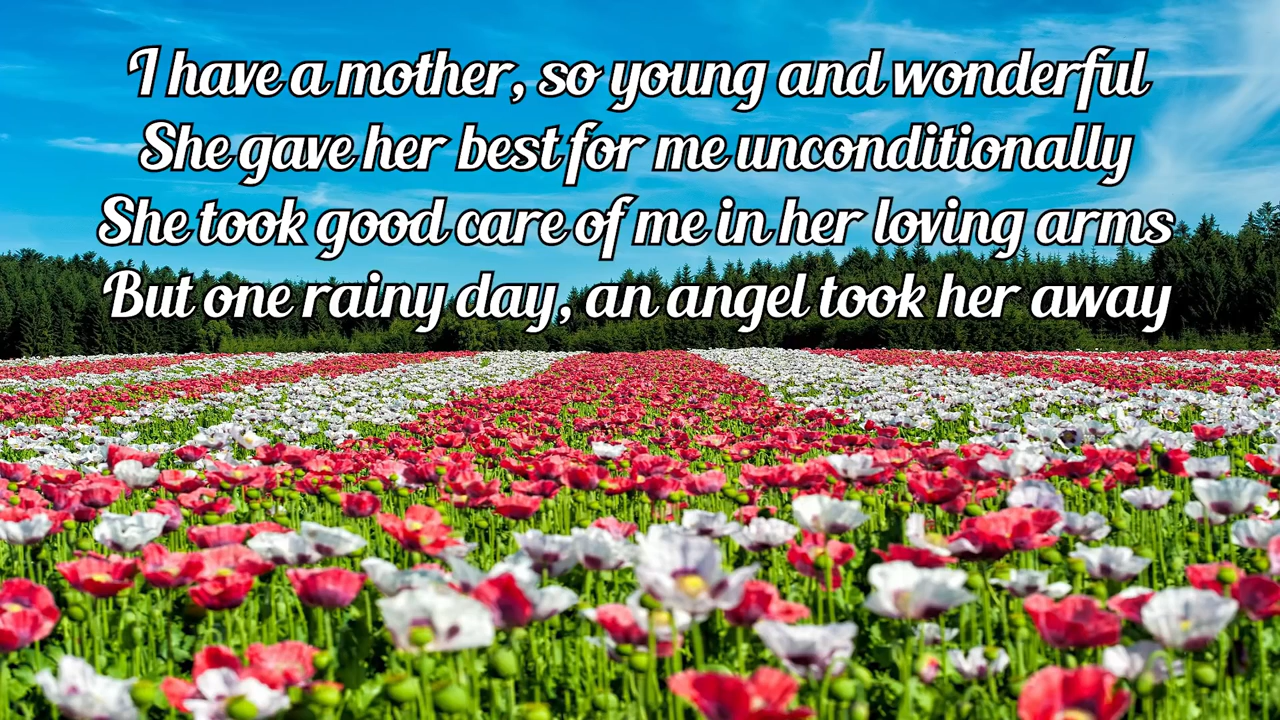 I have a mother, so young and wonderful
She gave her best for me unconditionally
She took good care of me in her loving arms
But one rainy day, an angel took her away